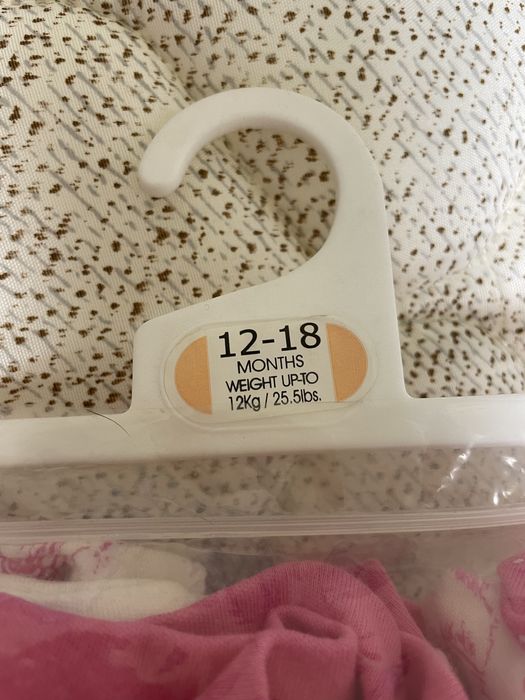 12-18
MONTHS
WEIGHT UP-TO
12Kg / 25.5lbs.